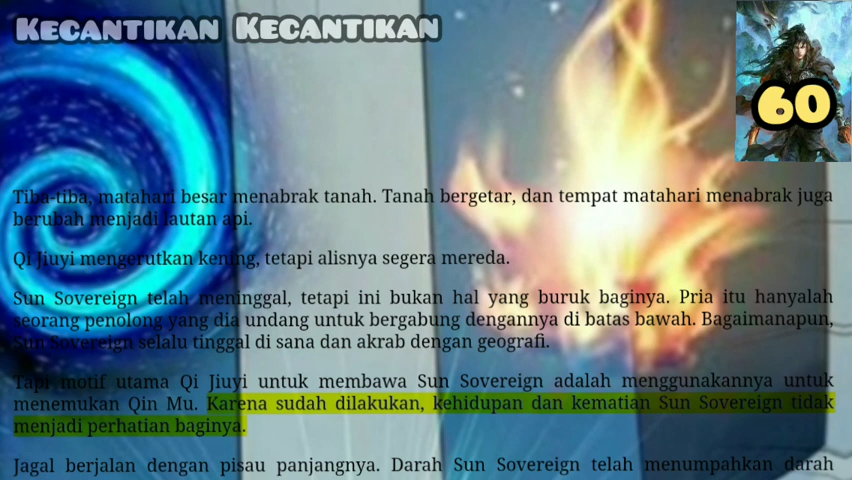 Kecantikan Kecantikan
60
Tiba-tiba, matahari besar menabrak tanah. Tanah bergetar, dan tempat matahari menabrak juga
berubah menjadi lautan api.
Qi Jiuyi mengerutkan kening, tetapi alisnya segera mereda.
Sun Sovereign telah meninggal, tetapi ini bukan hal yang buruk baginya. Pria itu hanyalah
seorang penolong yang dia undang untuk bergabung dengannya di batas bawah. Bagaimanapun,
Sun Sovereign selalu tinggal di sana dan akrab dengan geografi.
Tapi motif utama Qi Jiuyi untuk membawa Sun Sovereign adalah menggunakannya untuk
menemukan Qin Mu. Karena sudah dilakukan, kehidupan dan kematian Sun Sovereign tidak
menjadi perhatian baginya.
Jagal berjalan dengan pisau panjangnya. Darah Sun Sovereign telah menumpahkan darah